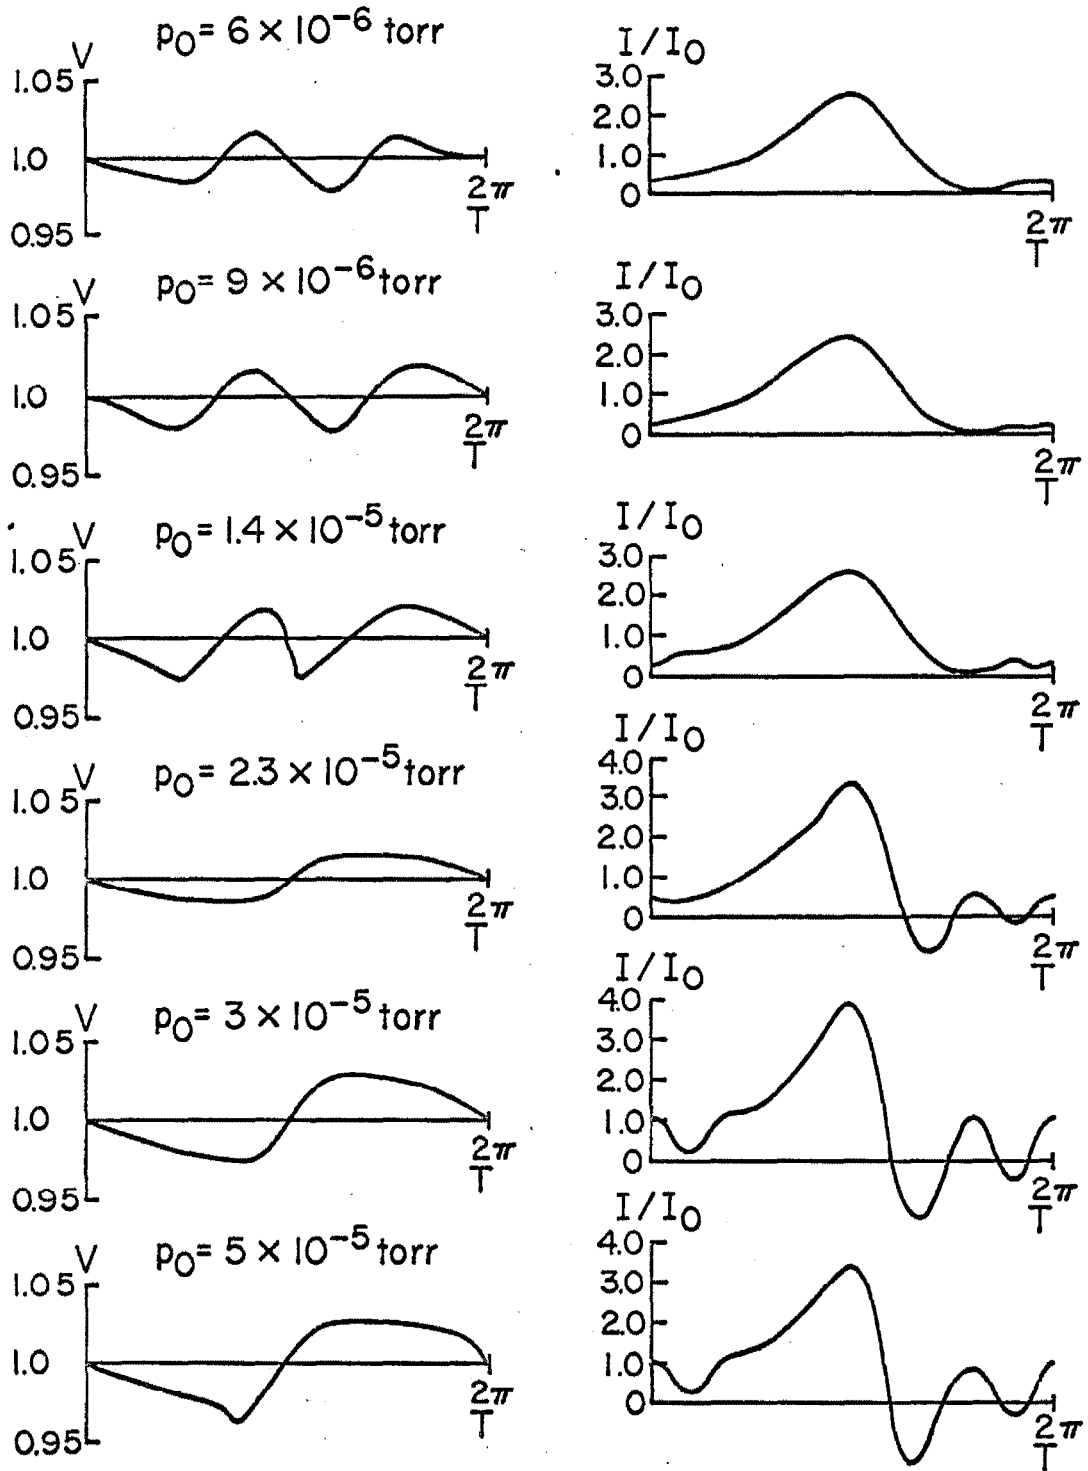 p₀= 6 × 10⁻⁶ torr
V
1.05
1.0
0.95
2π
T
I/I₀
3.0
2.0
1.0
0
2π
T
p₀= 9 × 10⁻⁶ torr
V
1.05
1.0
0.95
2π
T
I/I₀
3.0
2.0
1.0
0
2π
T
p₀= 1.4 × 10⁻⁵ torr
V
1.05
1.0
0.95
2π
T
I/I₀
3.0
2.0
1.0
0
2π
T
p₀= 2.3 × 10⁻⁵ torr
V
1.05
1.0
0.95
2π
T
I/I₀
4.0
3.0
2.0
1.0
0
2π
T
p₀= 3 × 10⁻⁵ torr
V
1.05
1.0
0.95
2π
T
I/I₀
4.0
3.0
2.0
1.0
0
2π
T
p₀= 5 × 10⁻⁵ torr
V
1.05
1.0
0.95
2π
T
I/I₀
4.0
3.0
2.0
1.0
0
2π
T